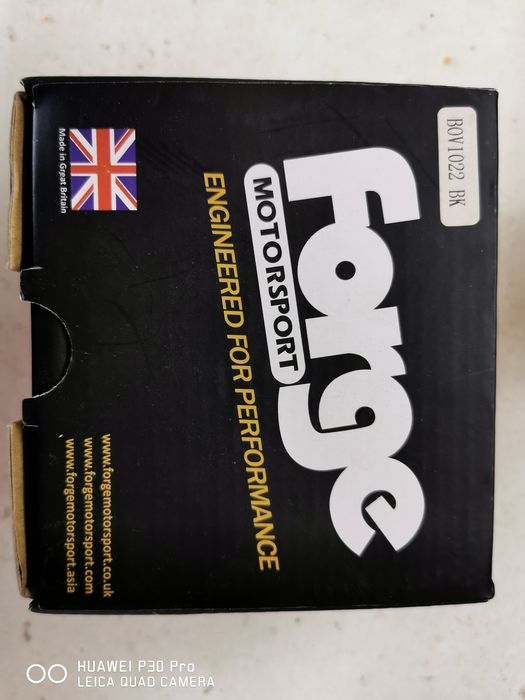 BOV1022 BK
forge
MOTORSPORT
ENGINEERED FOR PERFORMANCE
Made in Great Britain
www.forgemotorsport.co.uk
www.forgemotorsport.com
www.forgemotorsport.asia
HUAWEI P30 Pro
LEICA QUAD CAMERA